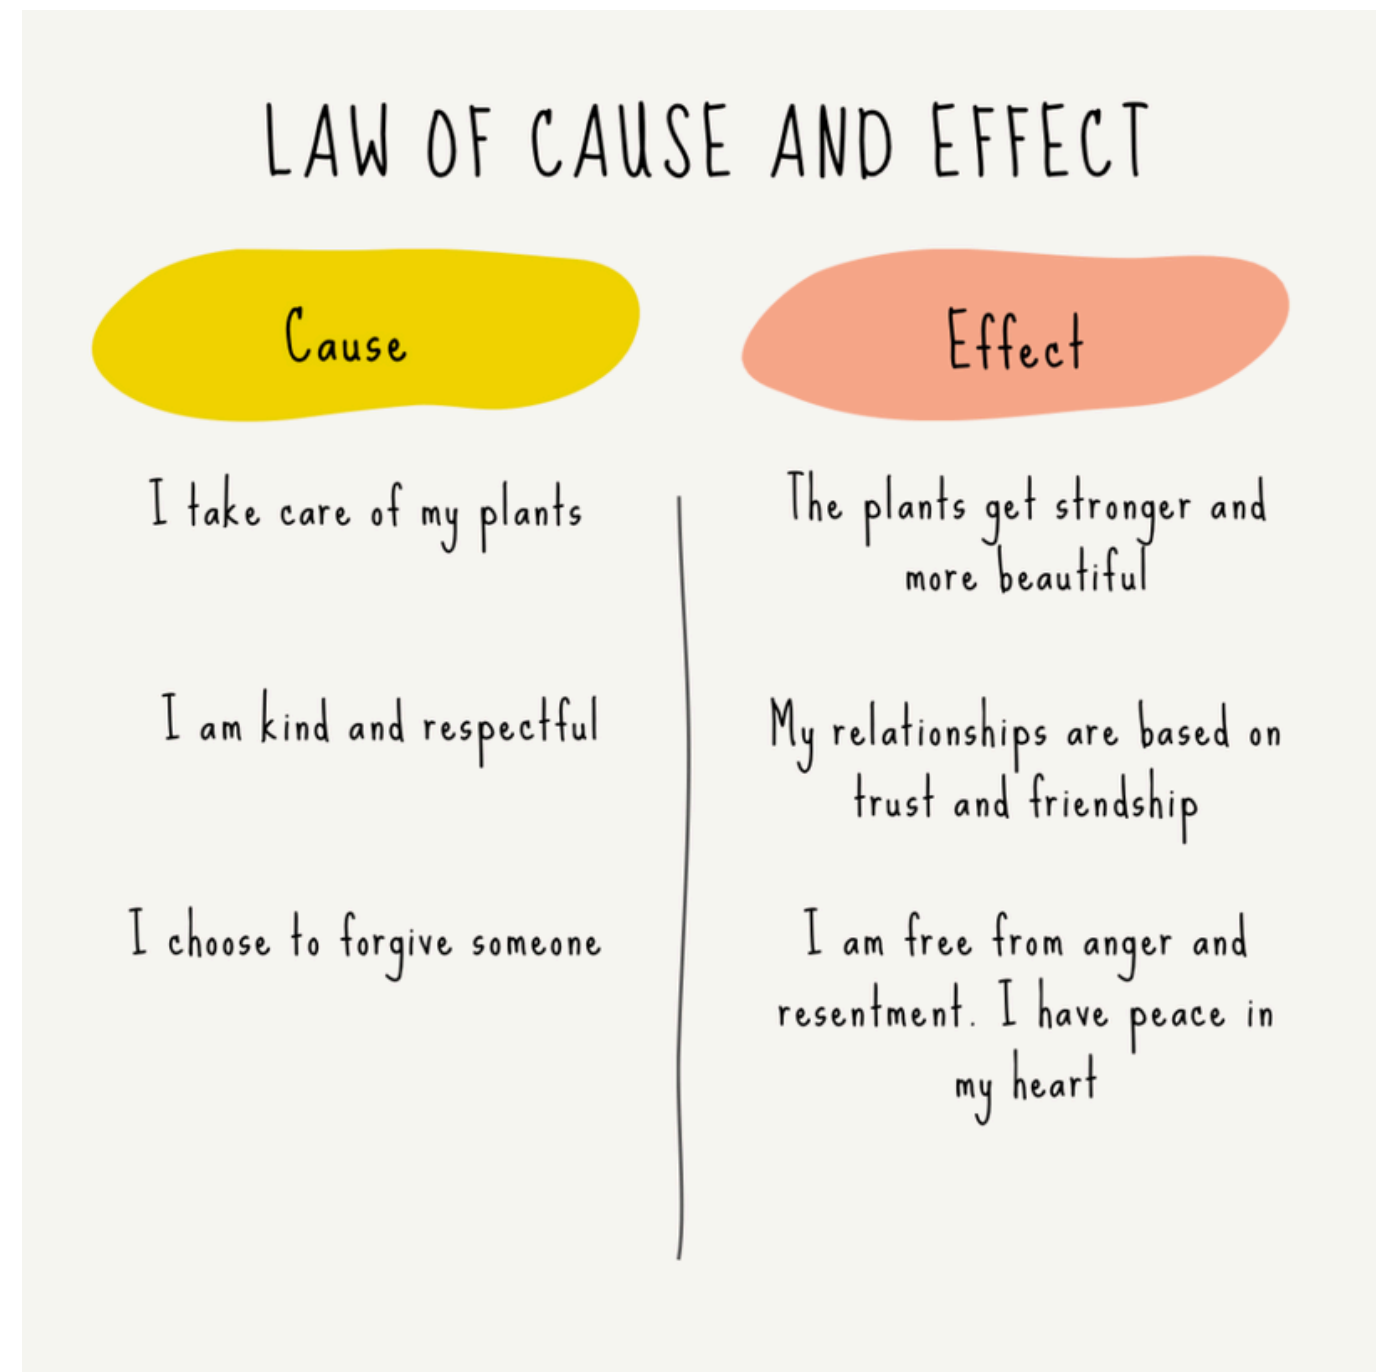 LAW OF CAUSE AND EFFECT
Cause
Effect
I take care of my plants
The plants get stronger and
more beautiful
I am kind and respectful
My relationships are based on
trust and friendship
I choose to forgive someone
I am free from anger and
resentment. I have peace in
my heart